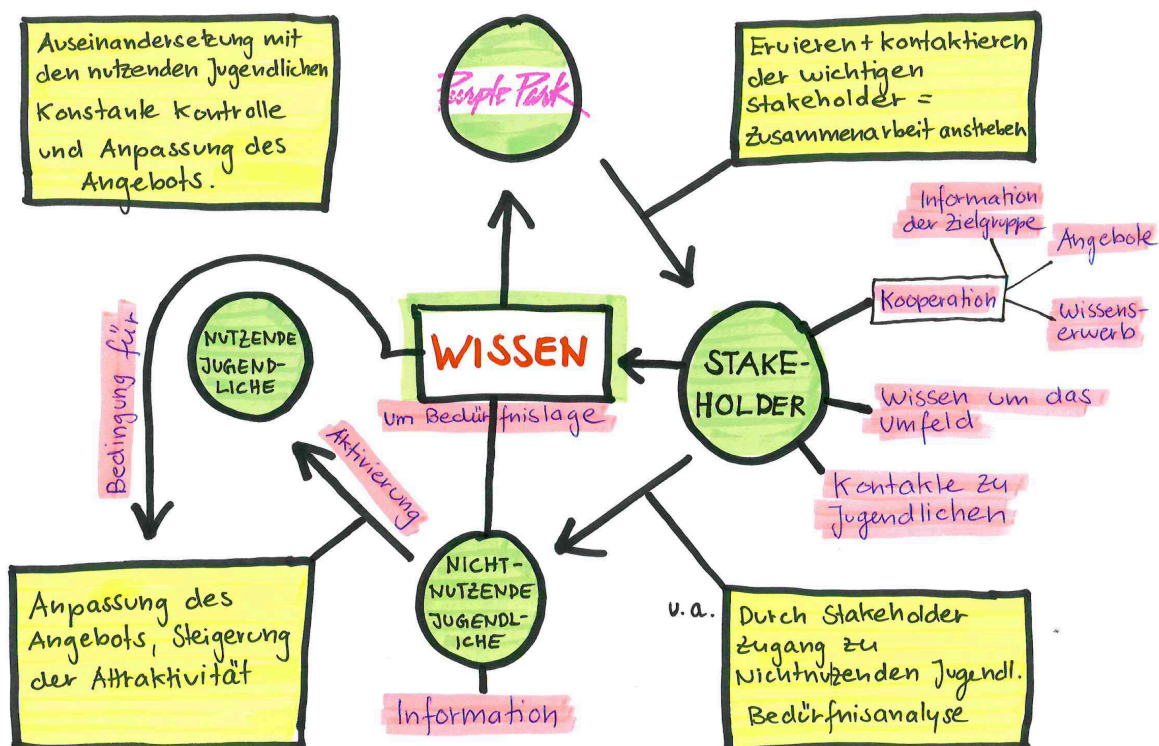 Auseinandersetzung mit
den nutzenden Jugendlichen
Konstante Kontrolle
und Anpassung des
Angebots.
Purple Park
Eruieren + kontaktieren
der wichtigen
Stakeholder =
Zusammenarbeit anstreben
Information
der Zielgruppe
Angebote
Kooperation
Wissens-
erwerb
Bedingung für
NUTZENDE
JUGEND-
LICHE
WISSEN
um Bedürfnislage
STAKE-
HOLDER
Wissen um das
Umfeld
Kontakte zu
Jugendlichen
Aktivierung
NICHT-
NUTZENDE
JUGENDL-
ICHE
Information
Anpassung des
Angebots, Steigerung
der Attraktivität
u.a.
Durch Stakeholder
Zugang zu
Nichtnutzenden Jugendl.
Bedürfnisanalyse